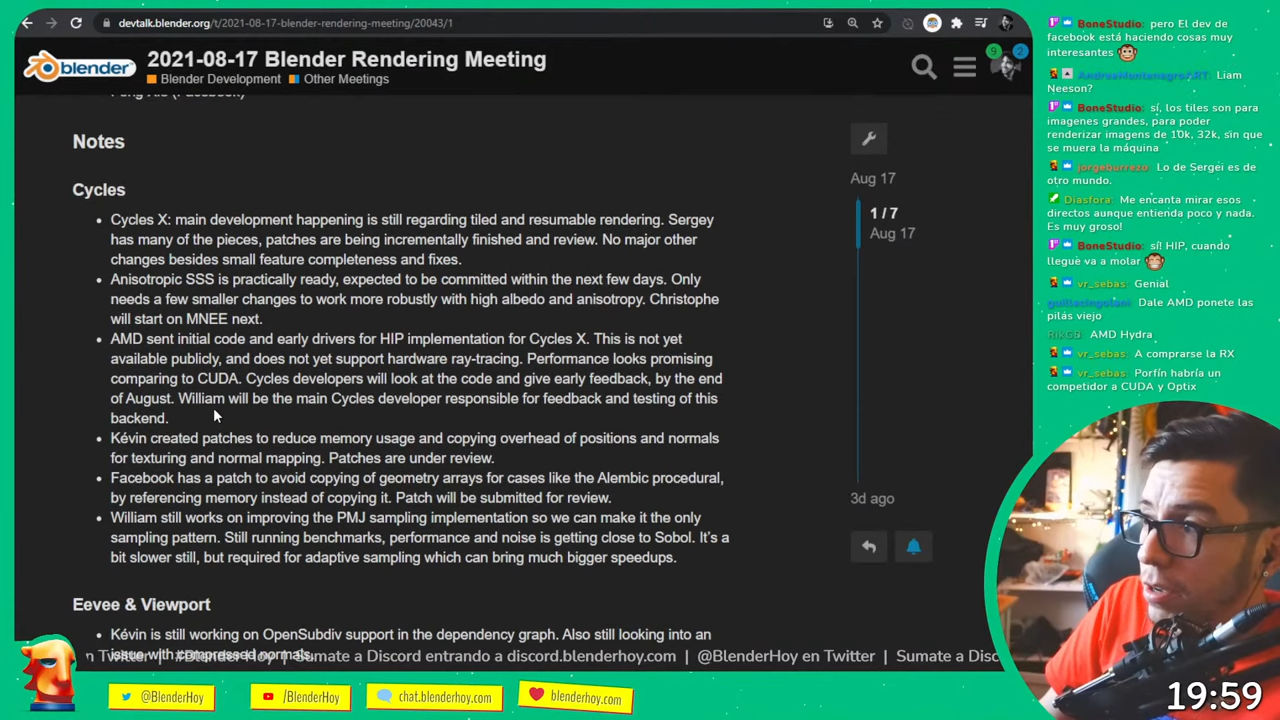 devtalk.blender.org/t/2021-08-17-blender-rendering-meeting/20043/1
blender
2021-08-17 Blender Rendering Meeting
Blender Development
Other Meetings
9
2
Notes
Cycles
Cycles X: main development happening is still regarding tiled and resumable rendering. Sergey
has many of the pieces, patches are being incrementally finished and review. No major other
changes besides small feature completeness and fixes.
Anisotropic SSS is practically ready, expected to be committed within the next few days. Only
needs a few smaller changes to work more robustly with high albedo and anisotropy. Christophe
will start on MNEE next.
AMD sent initial code and early drivers for HIP implementation for Cycles X. This is not yet
available publicly, and does not yet support hardware ray-tracing. Performance looks promising
comparing to CUDA. Cycles developers will look at the code and give early feedback, by the end
of August. William will be the main Cycles developer responsible for feedback and testing of this
backend.
Kévin created patches to reduce memory usage and copying overhead of positions and normals
for texturing and normal mapping. Patches are under review.
Facebook has a patch to avoid copying of geometry arrays for cases like the Alembic procedural,
by referencing memory instead of copying it. Patch will be submitted for review.
William still works on improving the PMJ sampling implementation so we can make it the only
sampling pattern. Still running benchmarks, performance and noise is getting close to Sobol. It's a
bit slower still, but required for adaptive sampling which can bring much bigger speedups.
Eevee & Viewport
Kévin is still working on OpenSubdiv support in the dependency graph. Also still looking into an
issue with compressed normals.
Aug 17
1 / 7
Aug 17
3d ago
BoneStudio: pero El dev de
facebook está haciendo cosas muy
interesantes
AndreaMontanagroART: Liam
Neeson?
BoneStudio: sí, los tiles son para
imagenes grandes, para poder
renderizar imagens de 10k, 32k, sin que
se muera la máquina
jorgeburrezo: Lo de Sergei es de
otro mundo.
Diasfora: Me encanta mirar esos
directos aunque entienda poco y nada.
Es muy groso!
BoneStudio: sí! HIP, cuando
llegue va a molar
vr_sebas: Genial
Dale AMD ponete las
pilas viejo
RikGB: AMD Hydra
vr_sebas: A comprarse la RX
vr_sebas: Porfín habría un
competidor a CUDA y Optix
n Twitter | #BlenderHoy | Sumate a Discord entrando a discord.blenderhoy.com | @BlenderHoy en Twitter | Sumate a Disc
@BlenderHoy
/BlenderHoy
chat.blenderhoy.com
blenderhoy.com
19:59